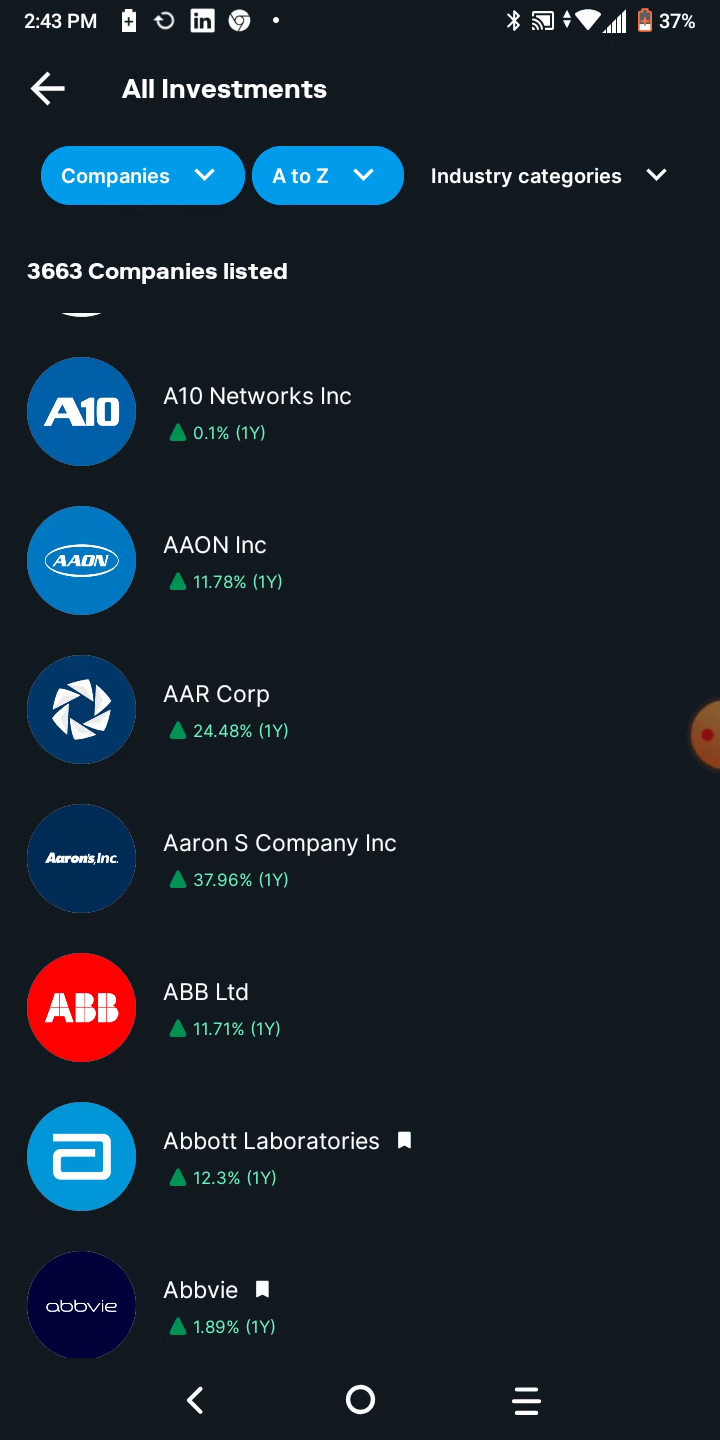 2:43 PM
37%
All Investments
Companies
A to Z
Industry categories
3663 Companies listed
A10
A10 Networks Inc
0.1% (1Y)
AAON
AAON Inc
11.78% (1Y)
AAR Corp
24.48% (1Y)
Aaron's, Inc.
Aaron S Company Inc
37.96% (1Y)
ABB
ABB Ltd
11.71% (1Y)
Abbott Laboratories
12.3% (1Y)
abbvie
Abbvie
1.89% (1Y)